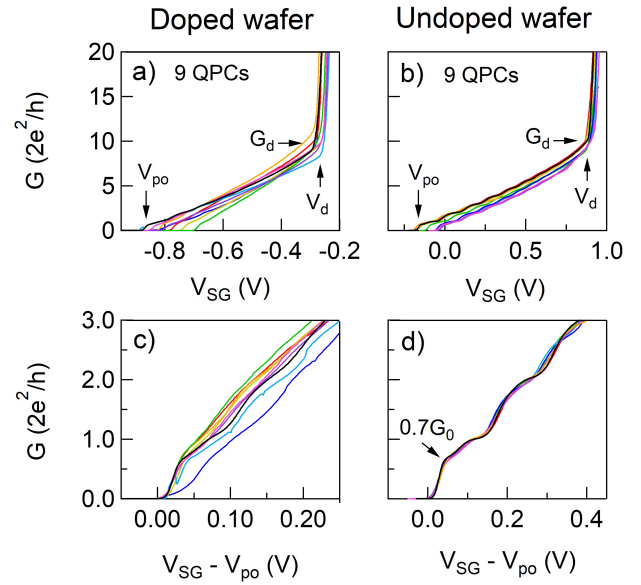 Doped wafer
Undoped wafer
G (2e²/h)
20
15
10
5
0
a) 9 QPCs
G_d
V_po
V_d
-0.8 -0.6 -0.4 -0.2
V_SG (V)
b) 9 QPCs
G_d
V_po
V_d
0.0 0.5 1.0
V_SG (V)
G (2e²/h)
3.0
2.0
1.0
0.0
c)
0.00 0.10 0.20
V_SG - V_po (V)
d)
0.7G₀
0.0 0.2 0.4
V_SG - V_po (V)